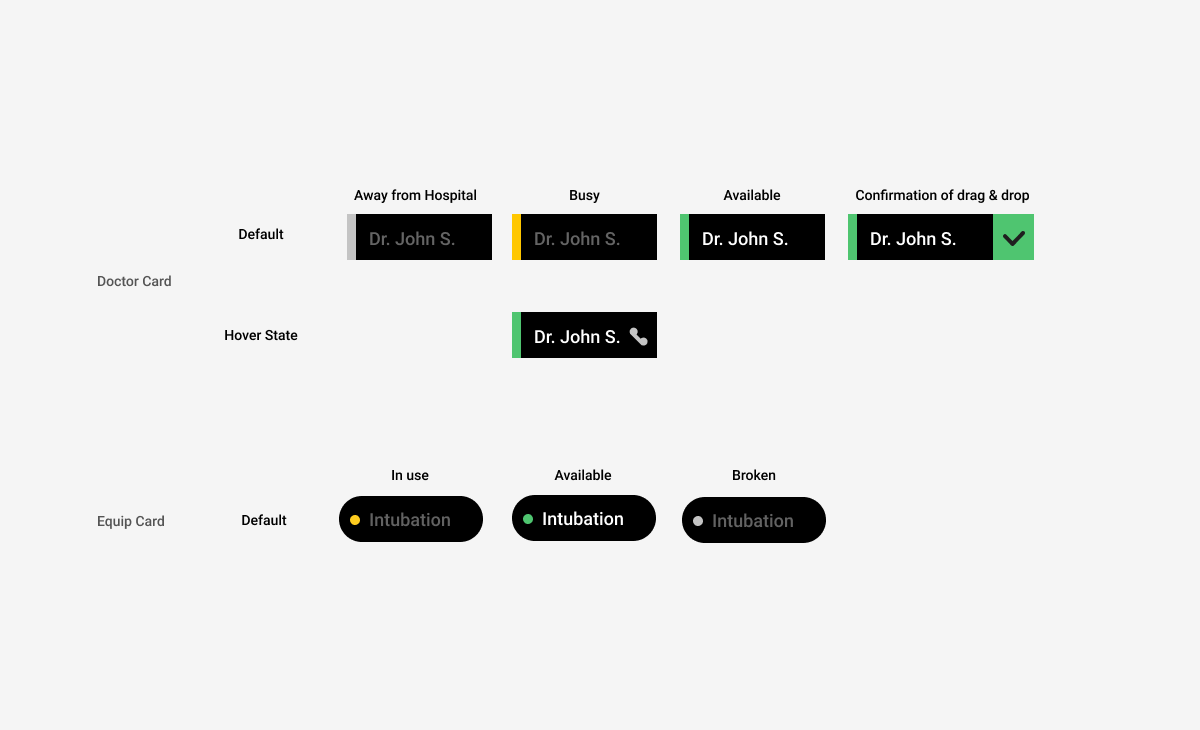 Away from Hospital
Busy
Available
Confirmation of drag & drop
Default
Dr. John S.
Dr. John S.
Dr. John S.
Dr. John S.
Doctor Card
Hover State
Dr. John S.
In use
Available
Broken
Equip Card
Default
Intubation
Intubation
Intubation